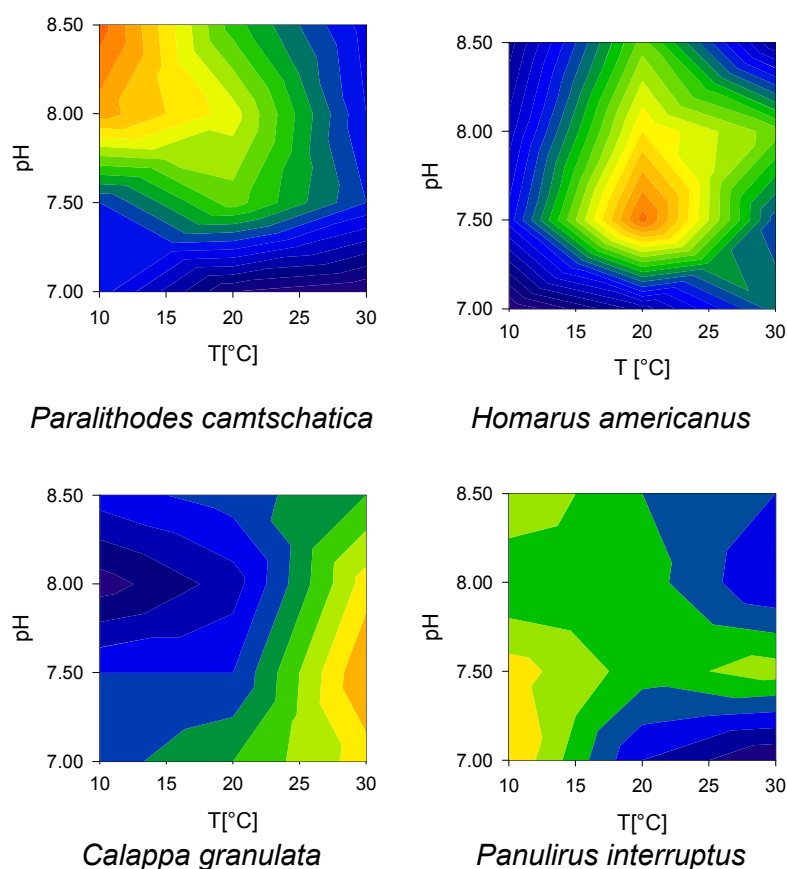 8.50
8.00
7.50
7.00
pH
10 15 20 25 30
T[°C]
Paralithodes camtschatica
8.50
8.00
7.50
7.00
pH
10 15 20 25 30
T [°C]
Homarus americanus
8.50
8.00
7.50
7.00
pH
10 15 20 25 30
T[°C]
Calappa granulata
8.50
8.00
7.50
7.00
pH
10 15 20 25 30
T[°C]
Panulirus interruptus